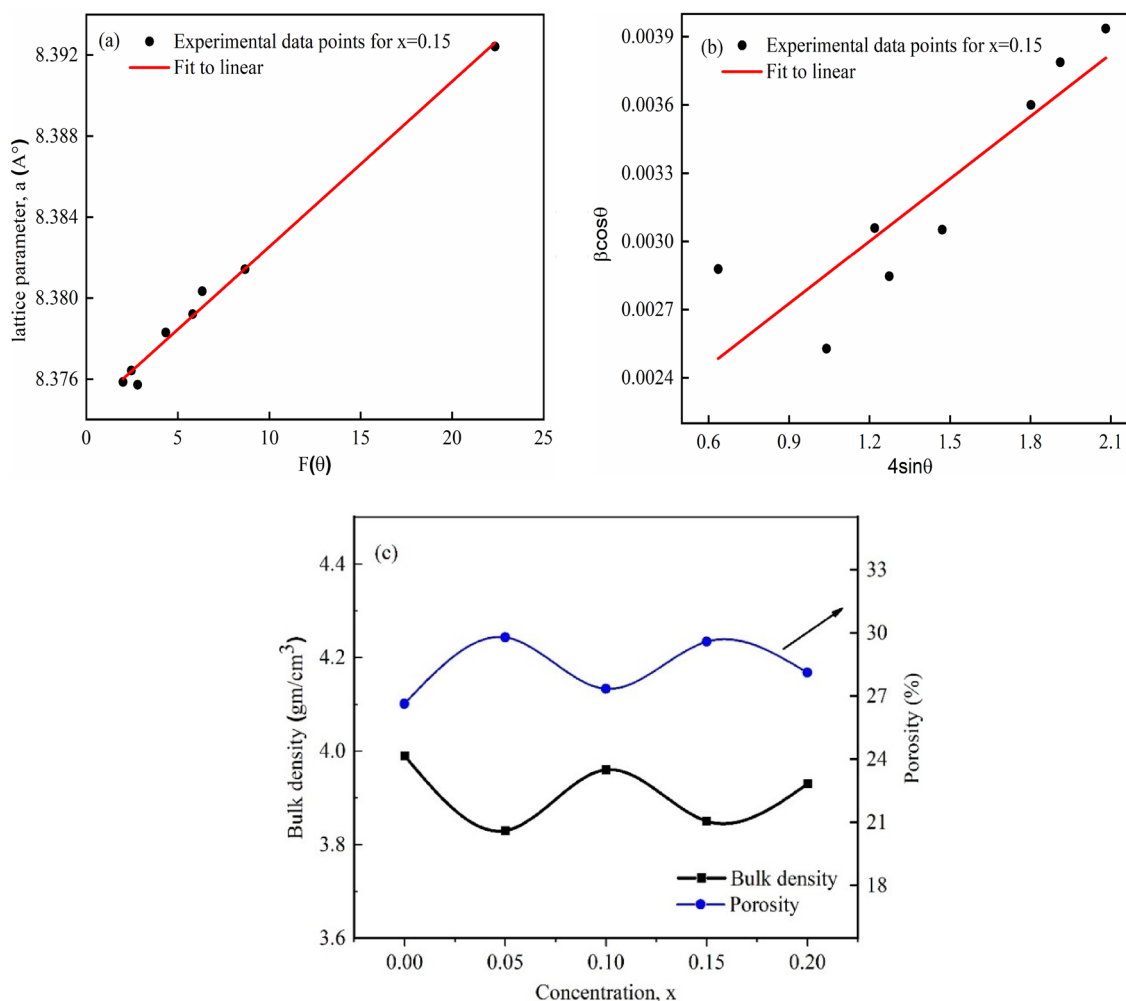 (a)
Experimental data points for x=0.15
Fit to linear
lattice parameter, a (A°)
8.392
8.388
8.384
8.380
8.376
0 5 10 15 20 25
F(θ)
(b)
Experimental data points for x=0.15
Fit to linear
βcosθ
0.0039
0.0036
0.0033
0.0030
0.0027
0.0024
0.6 0.9 1.2 1.5 1.8 2.1
4sinθ
(c)
Bulk density (gm/cm³)
4.4
4.2
4.0
3.8
3.6
33
30
27
24
21
18
Porosity (%)
Bulk density
Porosity
0.00 0.05 0.10 0.15 0.20
Concentration, x